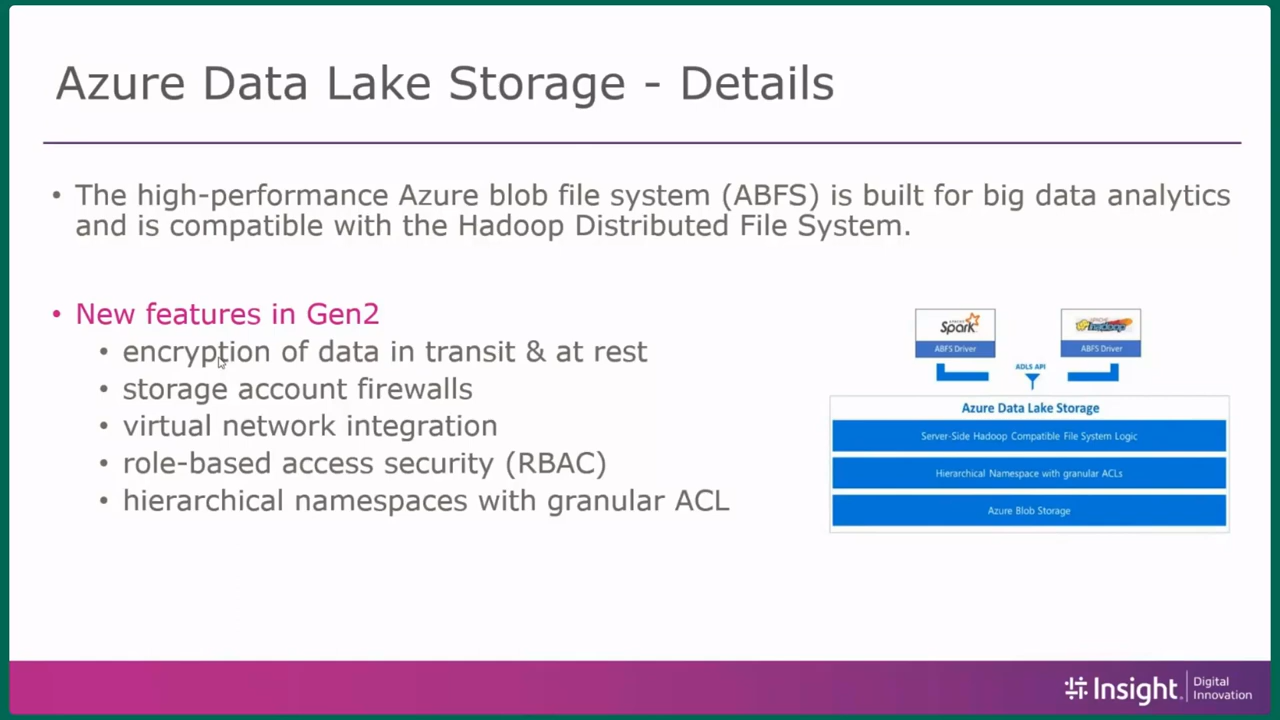 Azure Data Lake Storage - Details
• The high-performance Azure blob file system (ABFS) is built for big data analytics
and is compatible with the Hadoop Distributed File System.
• New features in Gen2
• encryption of data in transit & at rest
• storage account firewalls
• virtual network integration
• role-based access security (RBAC)
• hierarchical namespaces with granular ACL
APACHE Spark
ABFS Driver
hadoop
ABFS Driver
ADLS API
Azure Data Lake Storage
Server-Side Hadoop Compatible File System Logic
Hierarchical Namespace with granular ACLs
Azure Blob Storage
Insight.
Digital
Innovation